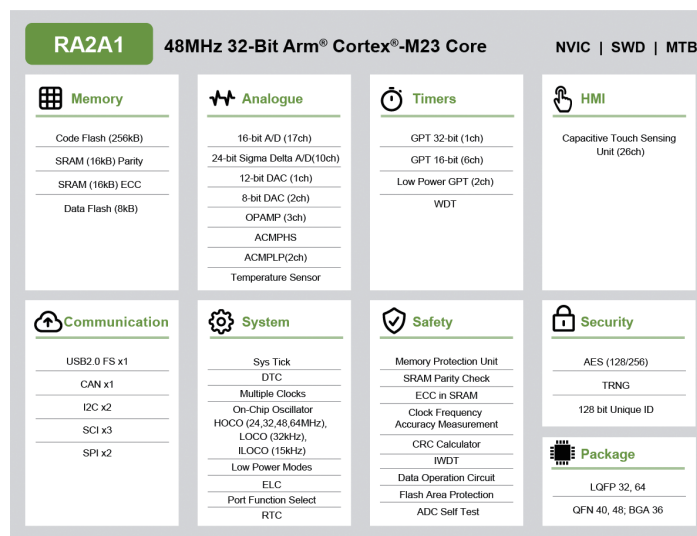 RA2A1
48MHz 32-Bit Arm® Cortex®-M23 Core
NVIC | SWD | MTB
Memory
Code Flash (256kB)
SRAM (16kB) Parity
SRAM (16kB) ECC
Data Flash (8kB)
Analogue
16-bit A/D (17ch)
24-bit Sigma Delta A/D(10ch)
12-bit DAC (1ch)
8-bit DAC (2ch)
OPAMP (3ch)
ACMPHS
ACMPLP(2ch)
Temperature Sensor
Timers
GPT 32-bit (1ch)
GPT 16-bit (6ch)
Low Power GPT (2ch)
WDT
HMI
Capacitive Touch Sensing
Unit (26ch)
Communication
USB2.0 FS x1
CAN x1
I2C x2
SCI x3
SPI x2
System
Sys Tick
DTC
Multiple Clocks
On-Chip Oscillator
HOCO (24,32,48,64MHz),
LOCO (32kHz),
ILOCO (15kHz)
Low Power Modes
ELC
Port Function Select
RTC
Safety
Memory Protection Unit
SRAM Parity Check
ECC in SRAM
Clock Frequency
Accuracy Measurement
CRC Calculator
IWDT
Data Operation Circuit
Flash Area Protection
ADC Self Test
Security
AES (128/256)
TRNG
128 bit Unique ID
Package
LQFP 32, 64
QFN 40, 48; BGA 36